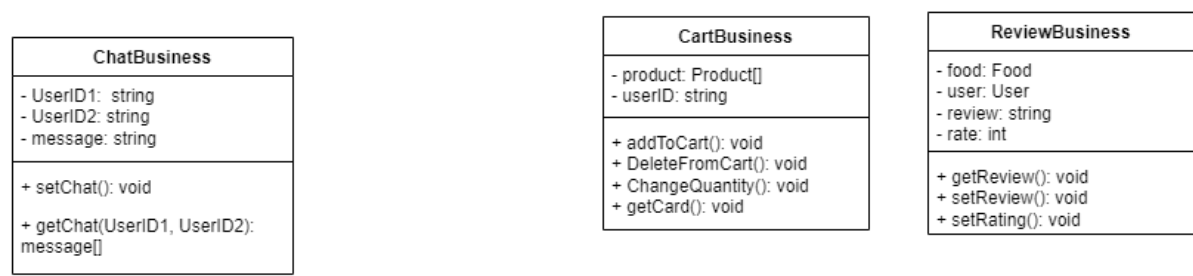 ChatBusiness
- UserID1:  string
- UserID2: string
- message: string
+ setChat(): void
+ getChat(UserID1, UserID2):
message[]
CartBusiness
- product: Product[]
- userID: string
+ addToCart(): void
+ DeleteFromCart(): void
+ ChangeQuantity(): void
+ getCard(): void
ReviewBusiness
- food: Food
- user: User
- review: string
- rate: int
+ getReview(): void
+ setReview(): void
+ setRating(): void